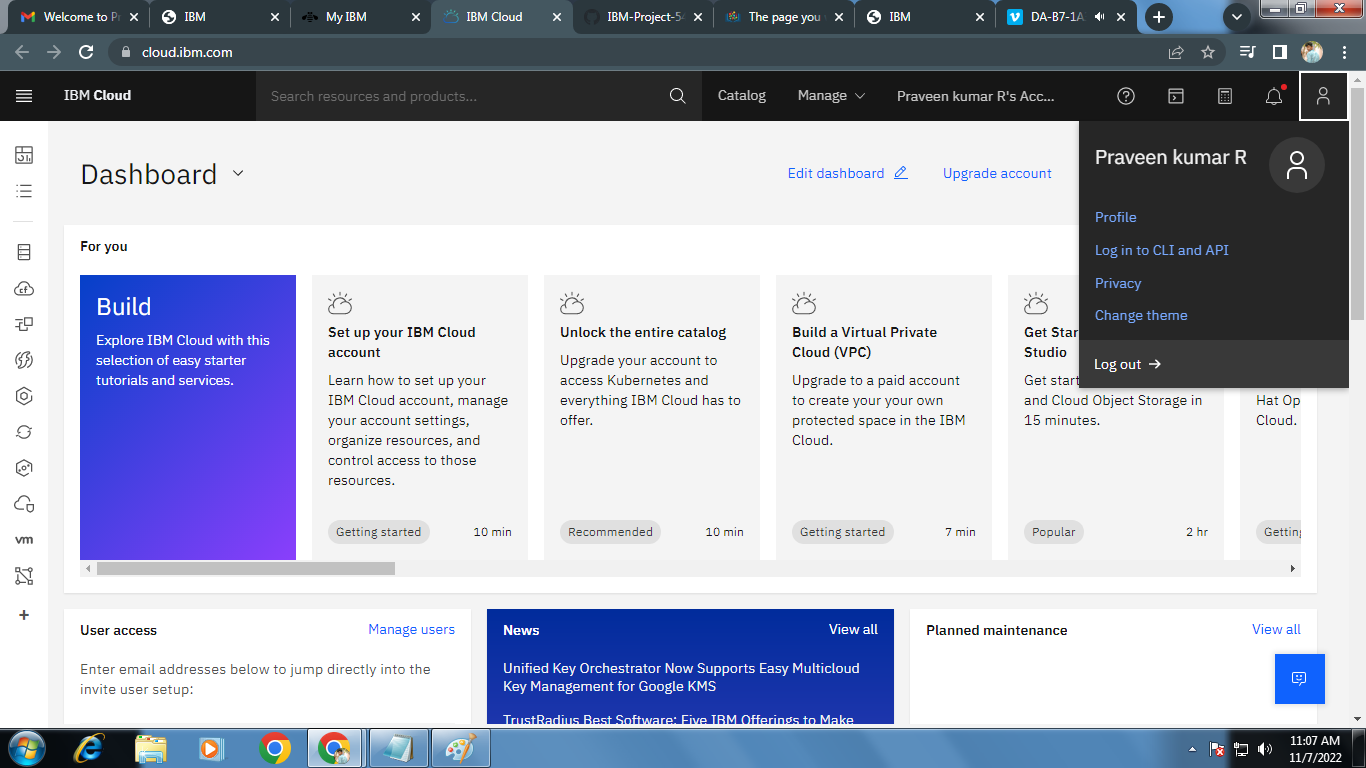 Welcome to Pr
IBM
My IBM
IBM Cloud
IBM-Project-54
The page you
IBM
DA-B7-1A
cloud.ibm.com
IBM Cloud
Search resources and products...
Catalog
Manage
Praveen kumar R's Acc...
Praveen kumar R
Profile
Log in to CLI and API
Privacy
Change theme
Log out →
Dashboard
Edit dashboard
Upgrade account
For you
Build
Explore IBM Cloud with this
selection of easy starter
tutorials and services.
Set up your IBM Cloud
account
Learn how to set up your
IBM Cloud account, manage
your account settings,
organize resources, and
control access to those
resources.
Getting started
10 min
Unlock the entire catalog
Upgrade your account to
access Kubernetes and
everything IBM Cloud has to
offer.
Recommended
10 min
Build a Virtual Private
Cloud (VPC)
Upgrade to a paid account
to create your your own
protected space in the IBM
Cloud.
Getting started
7 min
Get Star
Studio
Get start
and Cloud Object Storage in
15 minutes.
Popular
2 hr
Hat Op
Cloud.
Getting
cf
vm
User access
Manage users
Enter email addresses below to jump directly into the
invite user setup:
News
View all
Unified Key Orchestrator Now Supports Easy Multicloud
Key Management for Google KMS
TrustRadius Best Software: Five IBM Offerings to Make
Planned maintenance
View all
11:07 AM
11/7/2022